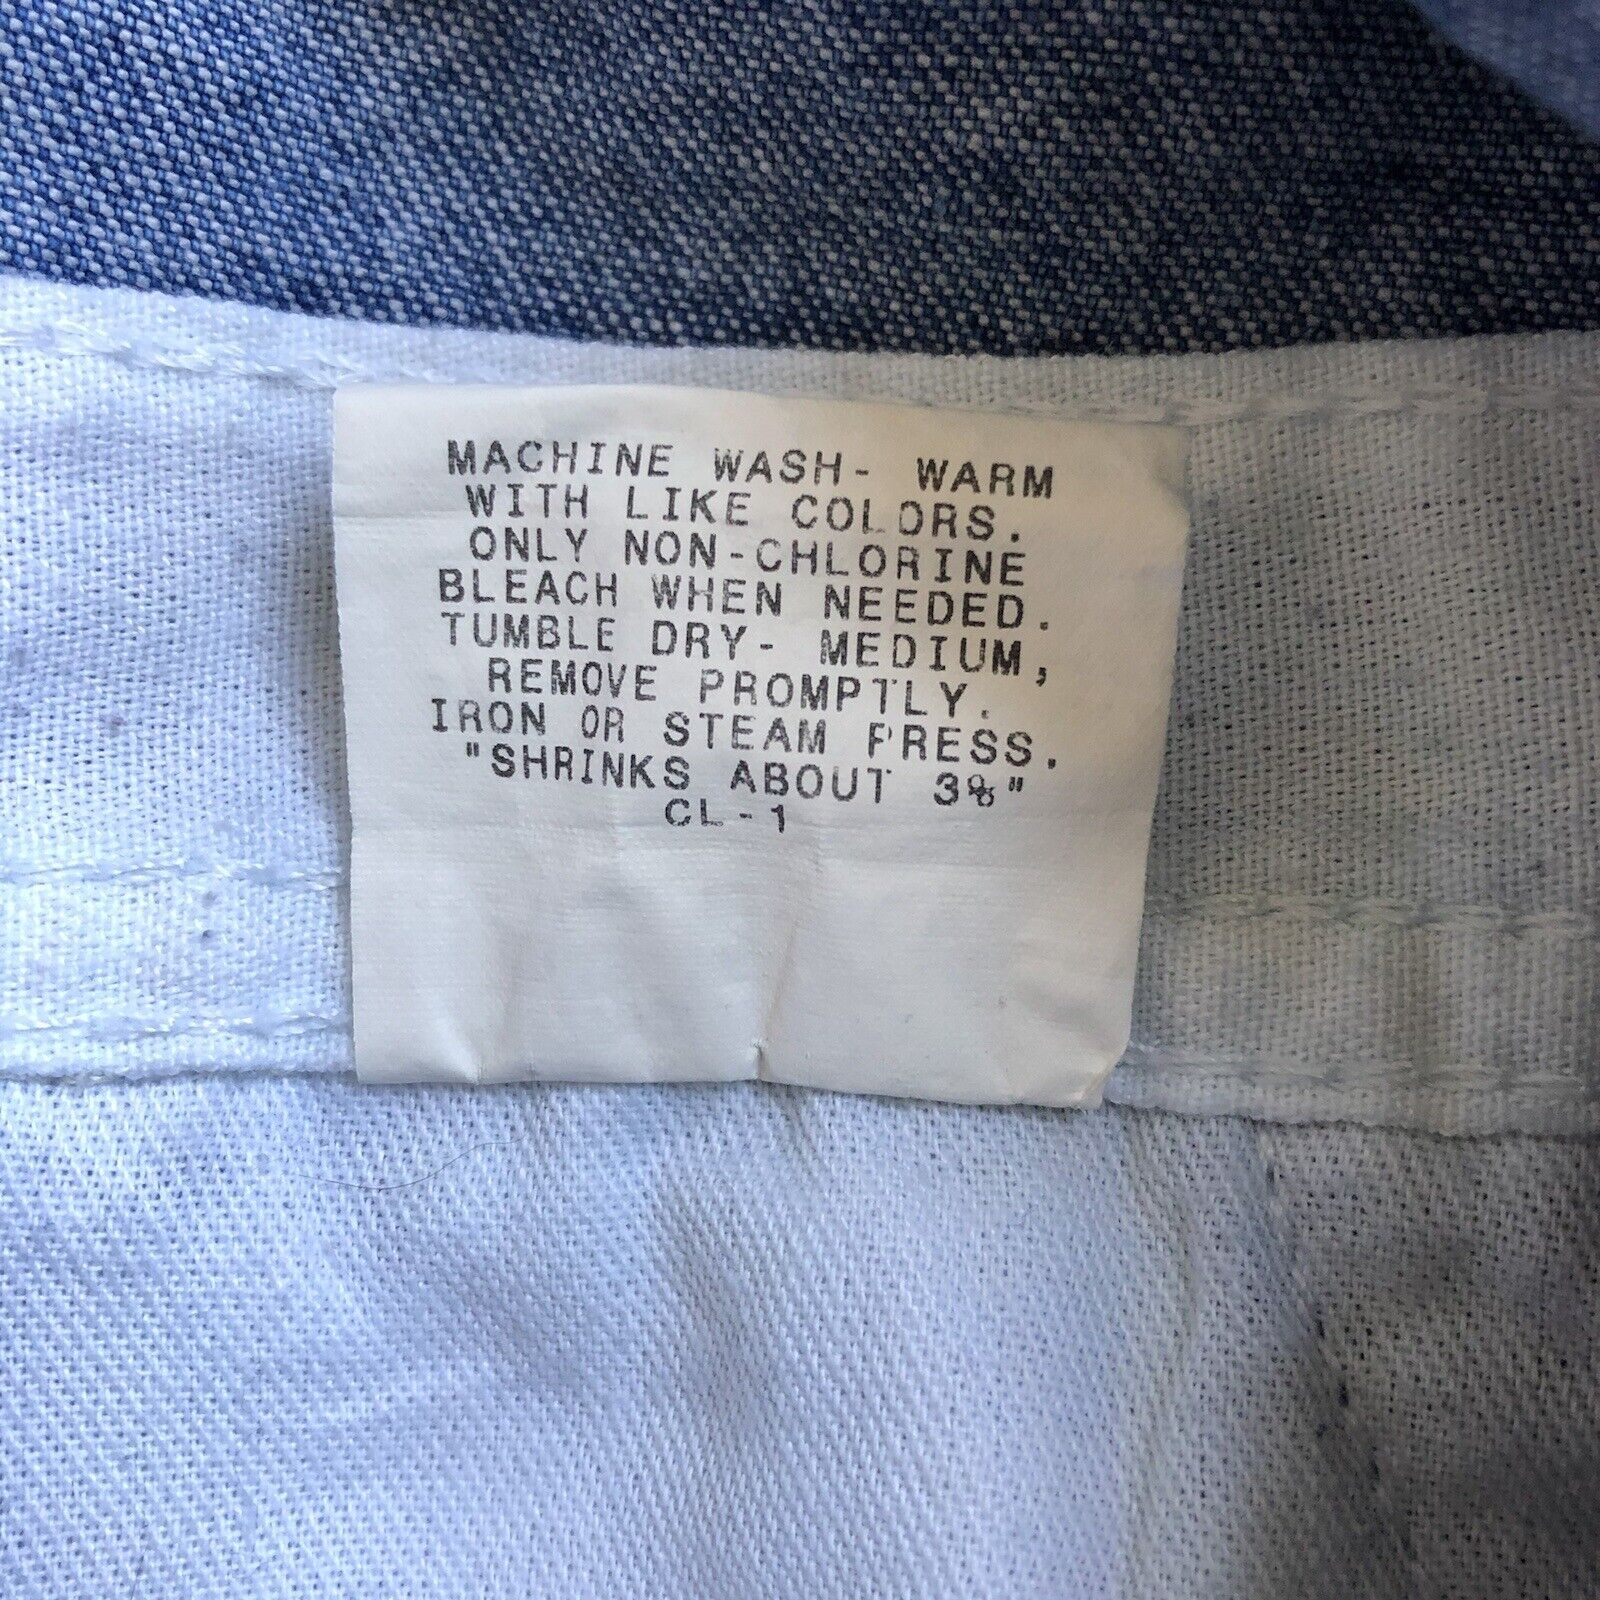 MACHINE WASH- WARM
WITH LIKE COLORS.
ONLY NON-CHLORINE
BLEACH WHEN NEEDED.
TUMBLE DRY- MEDIUM,
REMOVE PROMPTLY.
IRON OR STEAM PRESS.
"SHRINKS ABOUT 3%"
CL-1